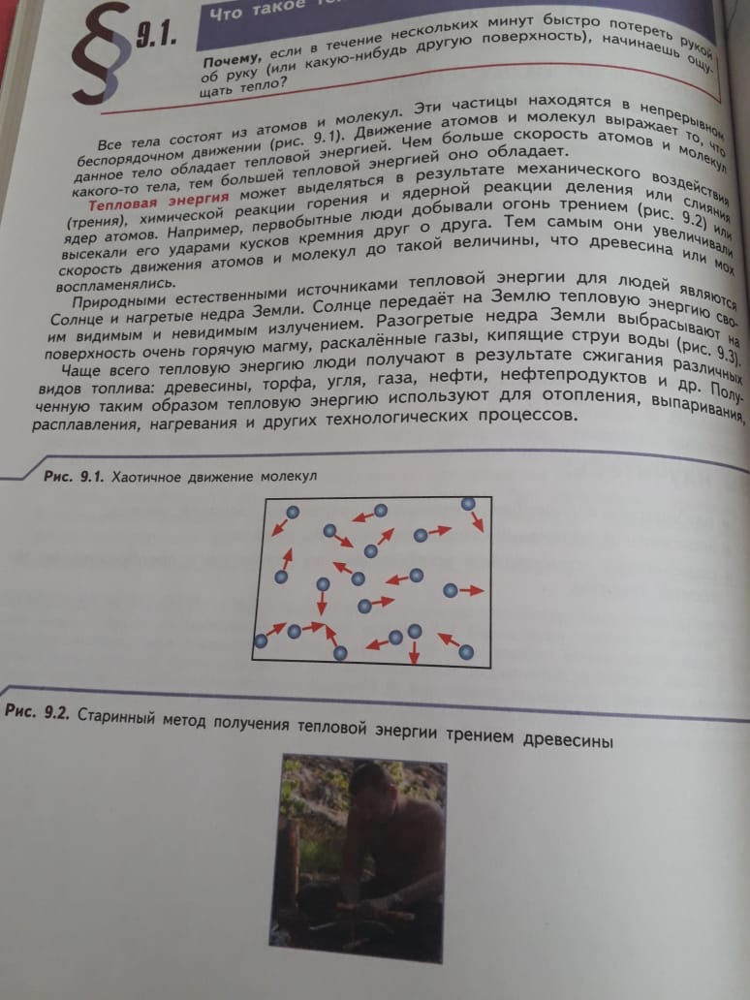 § 9.1.
Что такое
Почему, если в течение нескольких минут быстро потереть рукой
об руку (или какую-нибудь другую поверхность), начинаешь ощу-
щать тепло?
Все тела состоят из атомов и молекул. Эти частицы находятся в непрерывном
беспорядочном движении (рис. 9.1). Движение атомов и молекул выражает то, что
данное тело обладает тепловой энергией. Чем больше скорость атомов и молекул
какого-то тела, тем большей тепловой энергией оно обладает.
Тепловая энергия может выделяться в результате механического воздействия
(трения), химической реакции горения и ядерной реакции деления или слияния
ядер атомов. Например, первобытные люди добывали огонь трением (рис. 9.2) или
высекали его ударами кусков кремния друг о друга. Тем самым они увеличивали
скорость движения атомов и молекул до такой величины, что древесина или мох
воспламенялись.
Природными естественными источниками тепловой энергии для людей являются
Солнце и нагретые недра Земли. Солнце передаёт на Землю тепловую энергию сво-
им видимым и невидимым излучением. Разогретые недра Земли выбрасывают на
поверхность очень горячую магму, раскалённые газы, кипящие струи воды (рис. 9.3).
Чаще всего тепловую энергию люди получают в результате сжигания различных
видов топлива: древесины, торфа, угля, газа, нефти, нефтепродуктов и др. Полу-
ченную таким образом тепловую энергию используют для отопления, выпаривания,
расплавления, нагревания и других технологических процессов.
Рис. 9.1. Хаотичное движение молекул
Рис. 9.2. Старинный метод получения тепловой энергии трением древесины